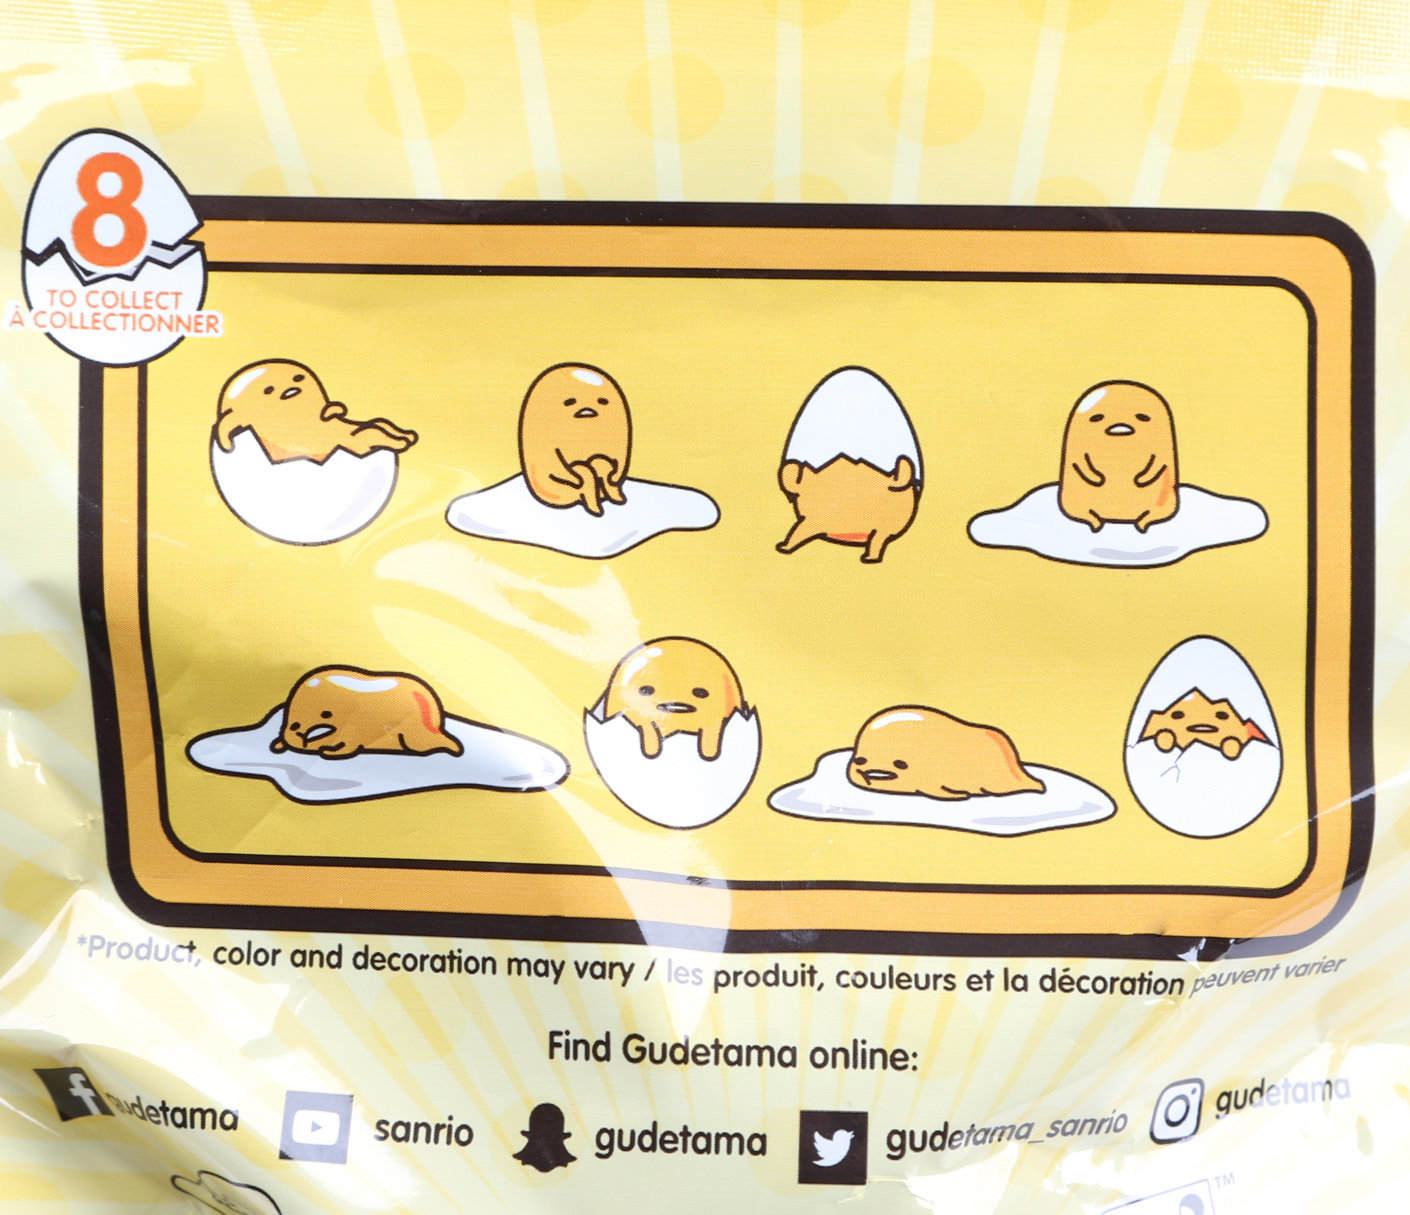 8
TO COLLECT
À COLLECTIONNER
*Product, color and decoration may vary / les produit, couleurs et la décoration peuvent varier
Find Gudetama online:
gudetama
sanrio
gudetama
gudetama_sanrio
gudetama
TM